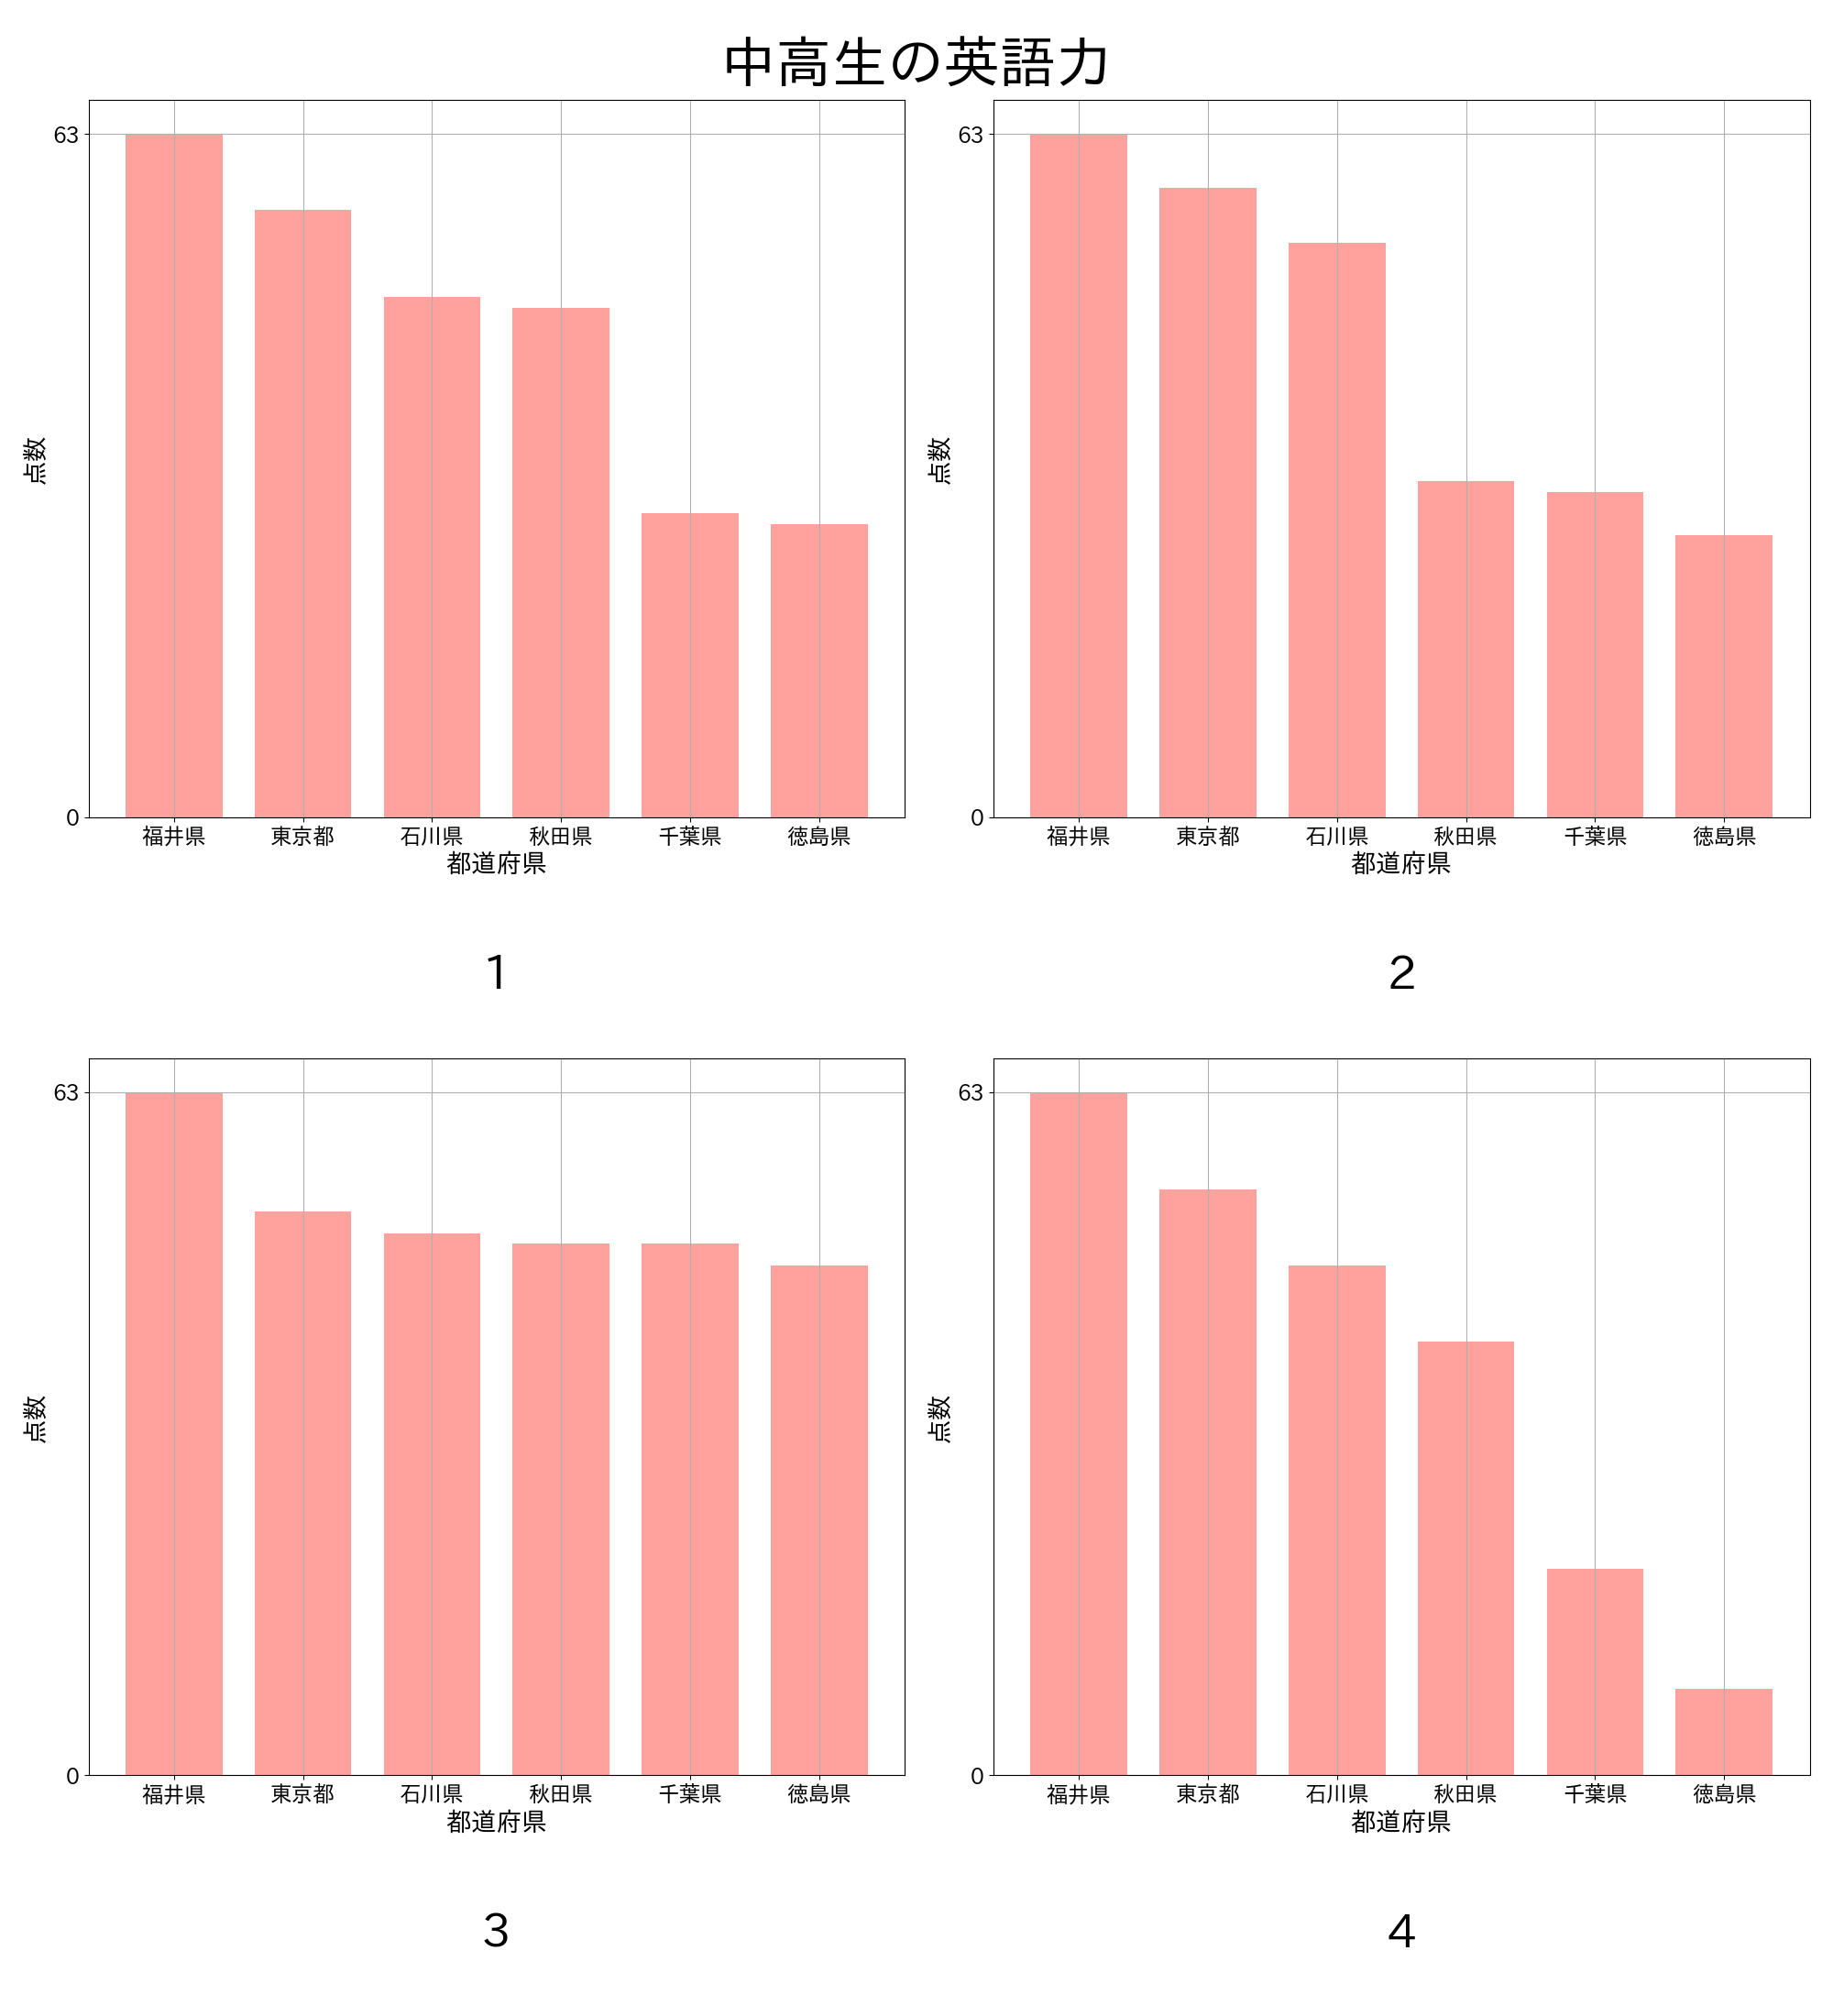 中高生の英語力
63
点数
0
福井県 東京都 石川県 秋田県 千葉県 徳島県
都道府県
1
63
点数
0
福井県 東京都 石川県 秋田県 千葉県 徳島県
都道府県
2
63
点数
0
福井県 東京都 石川県 秋田県 千葉県 徳島県
都道府県
3
63
点数
0
福井県 東京都 石川県 秋田県 千葉県 徳島県
都道府県
4